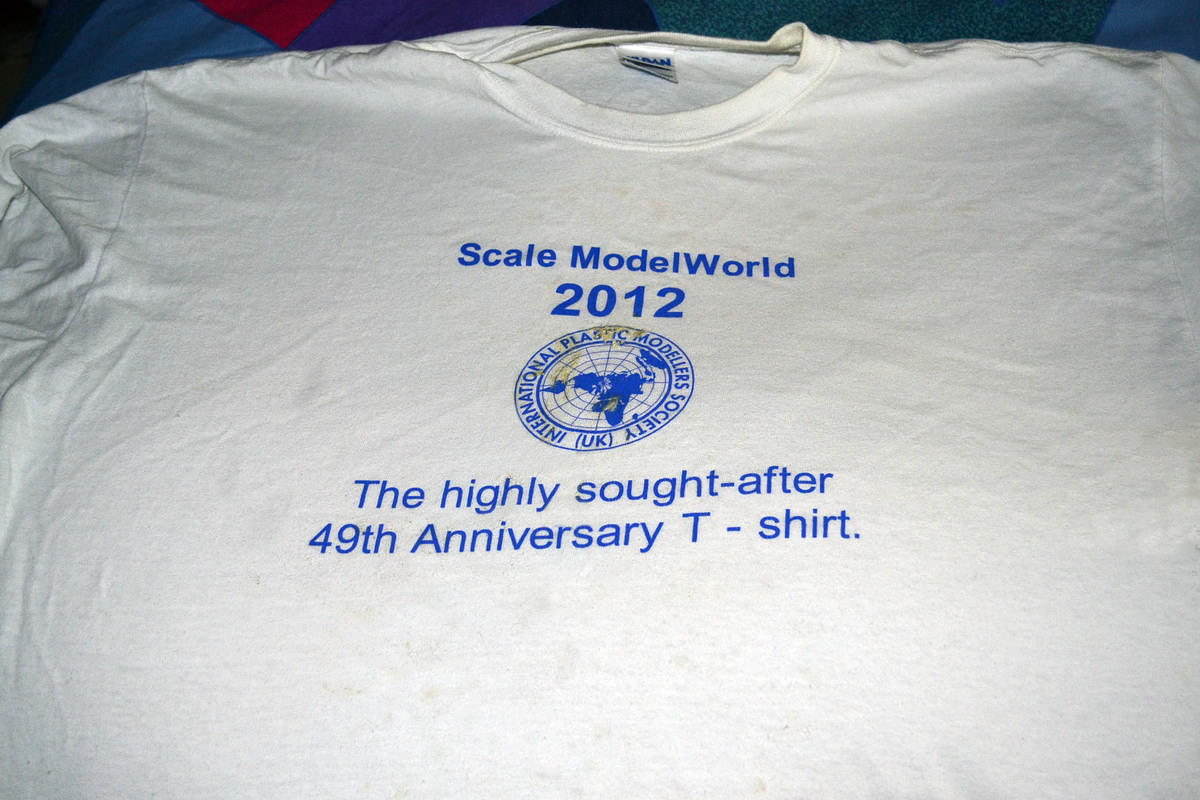 Scale ModelWorld
2012
INTERNATIONAL PLASTIC MODELLERS SOCIETY
(UK)
The highly sought-after
49th Anniversary T - shirt.